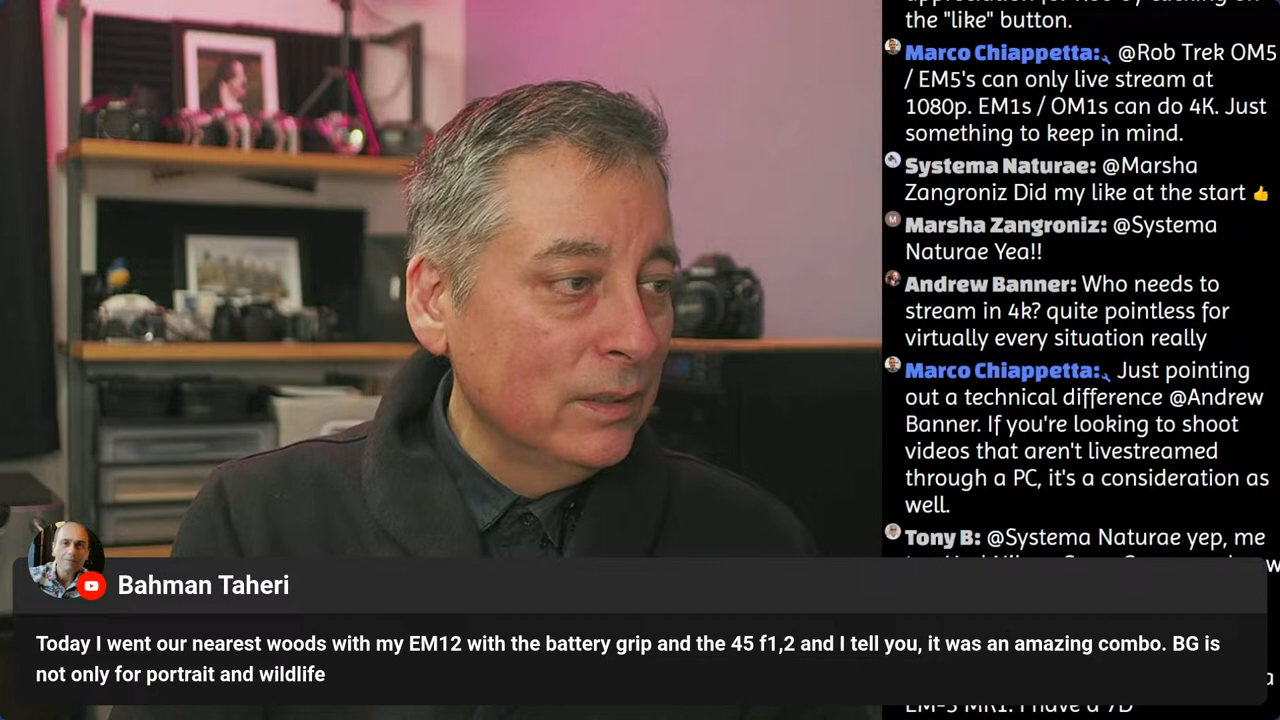 the "like" button.
Marco Chiappetta: @Rob Trek OM5
/ EM5's can only live stream at
1080p. EM1s / OM1s can do 4K. Just
something to keep in mind.
Systema Naturae: @Marsha
Zangroniz Did my like at the start 👍
M
Marsha Zangroniz: @Systema
Naturae Yea!!
Andrew Banner: Who needs to
stream in 4k? quite pointless for
virtually every situation really
Marco Chiappetta: Just pointing
out a technical difference @Andrew
Banner. If you're looking to shoot
videos that aren't livestreamed
through a PC, it's a consideration as
well.
Tony B: @Systema Naturae yep, me
Bahman Taheri
Today I went our nearest woods with my EM12 with the battery grip and the 45 f1,2 and I tell you, it was an amazing combo. BG is
not only for portrait and wildlife